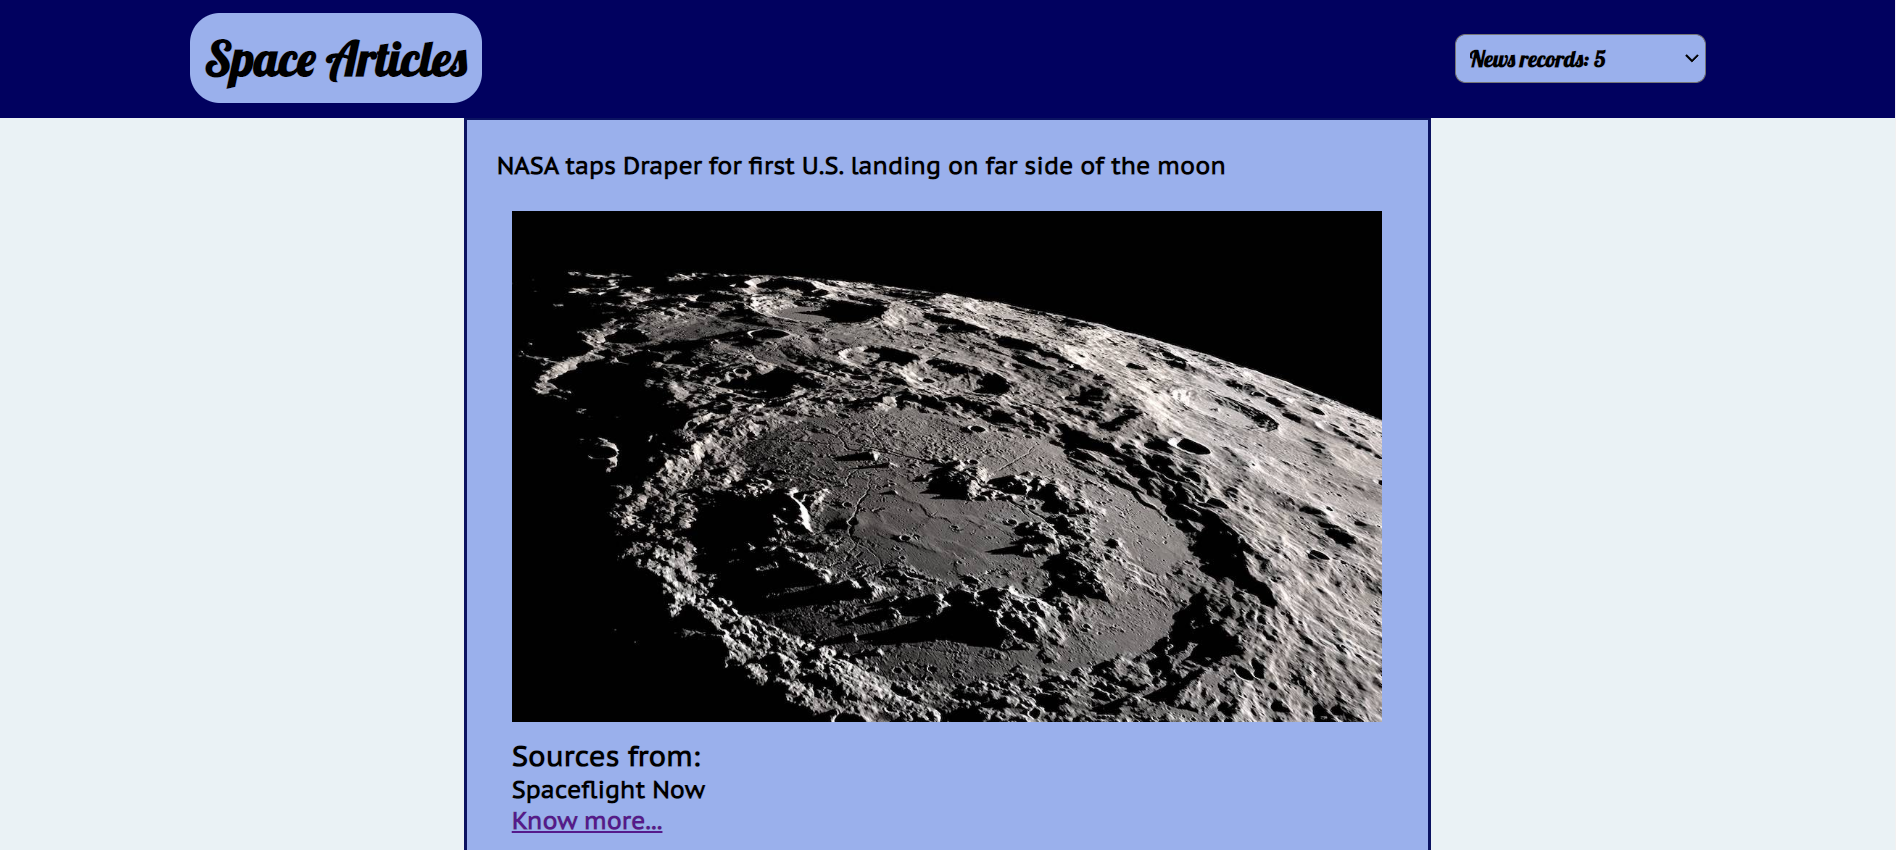 Space Articles
News records: 5
NASA taps Draper for first U.S. landing on far side of the moon
Sources from:
Spaceflight Now
Know more...